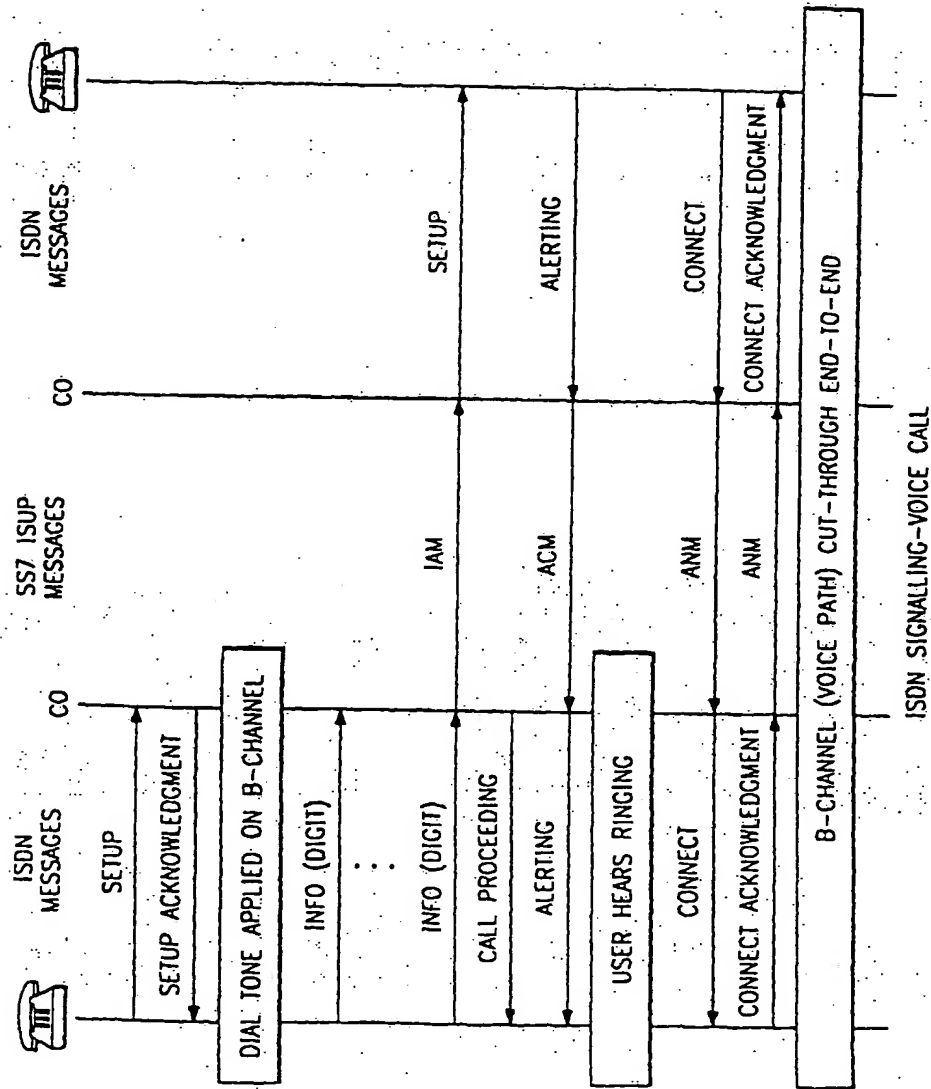 ISDN
MESSAGES
CO
SS7 ISUP
MESSAGES
CO
ISDN
MESSAGES
SETUP
SETUP ACKNOWLEDGMENT
DIAL TONE APPLIED ON B-CHANNEL
INFO (DIGIT)
INFO (DIGIT)
IAM
SETUP
CALL PROCEEDING
ALERTING
ACM
ALERTING
USER HEARS RINGING
CONNECT
ANM
CONNECT
CONNECT ACKNOWLEDGMENT
ANM
CONNECT ACKNOWLEDGMENT
B-CHANNEL (VOICE PATH) CUT-THROUGH END-TO-END
ISDN SIGNALLING-VOICE CALL